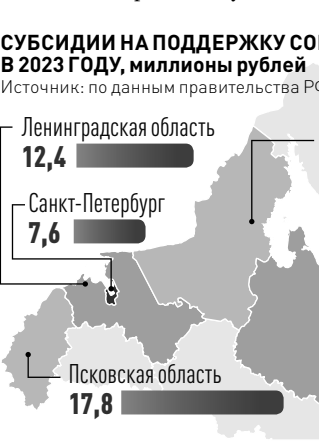 СУБСИДИИ НА ПОДДЕРЖКУ СО
В 2023 ГОДУ, миллионы рублей
Источник: по данным правительства РФ
Ленинградская область
12,4
Санкт-Петербург
7,6
Псковская область
17,8